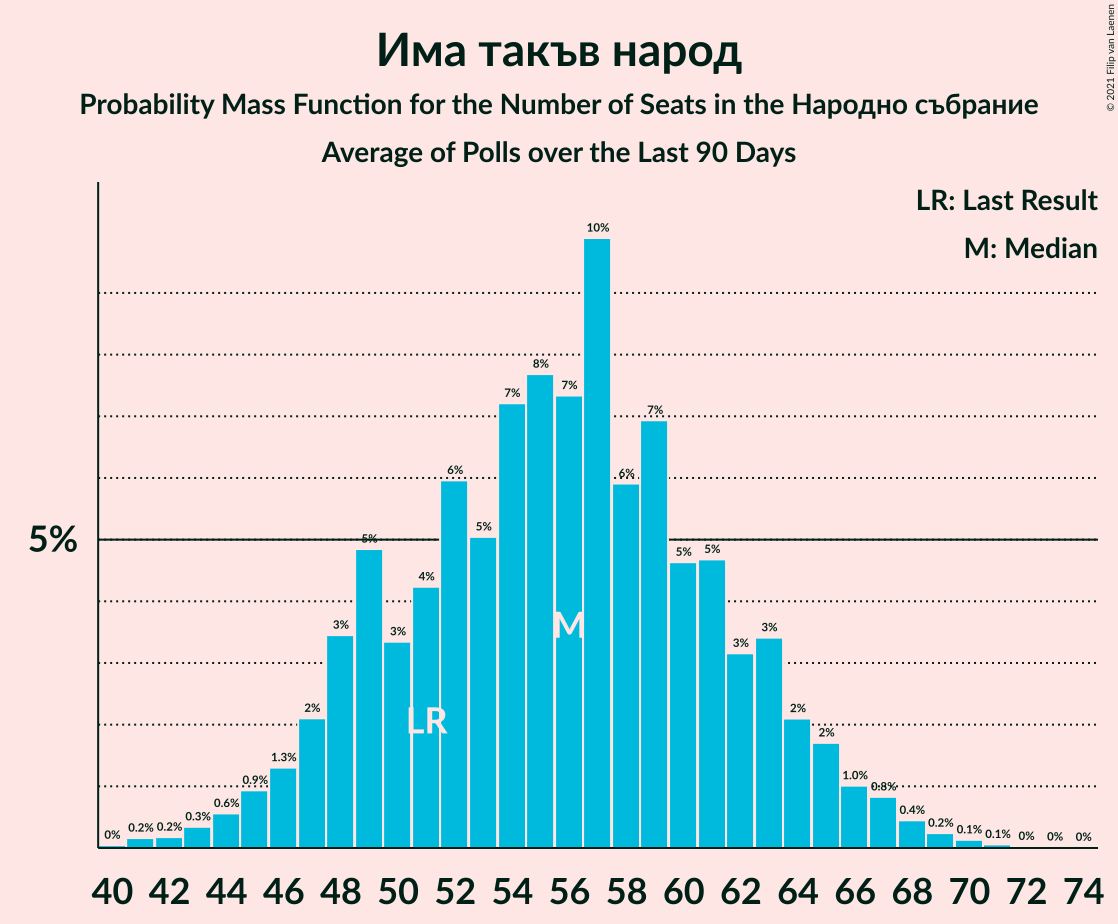 Има такъв народ
Probability Mass Function for the Number of Seats in the Народно събрание
Average of Polls over the Last 90 Days
© 2021 Filip van Laenen
LR: Last Result
M: Median
5%
0% 0.2% 0.2% 0.3% 0.6% 0.9% 1.3% 2% 3% 5% 3% 4% 6% 5% 7% 8% 7% 10% 6% 7% 5% 5% 3% 3% 2% 2% 1.0% 0.8% 0.4% 0.2% 0.1% 0.1% 0% 0% 0%
M
LR
40 42 44 46 48 50 52 54 56 58 60 62 64 66 68 70 72 74